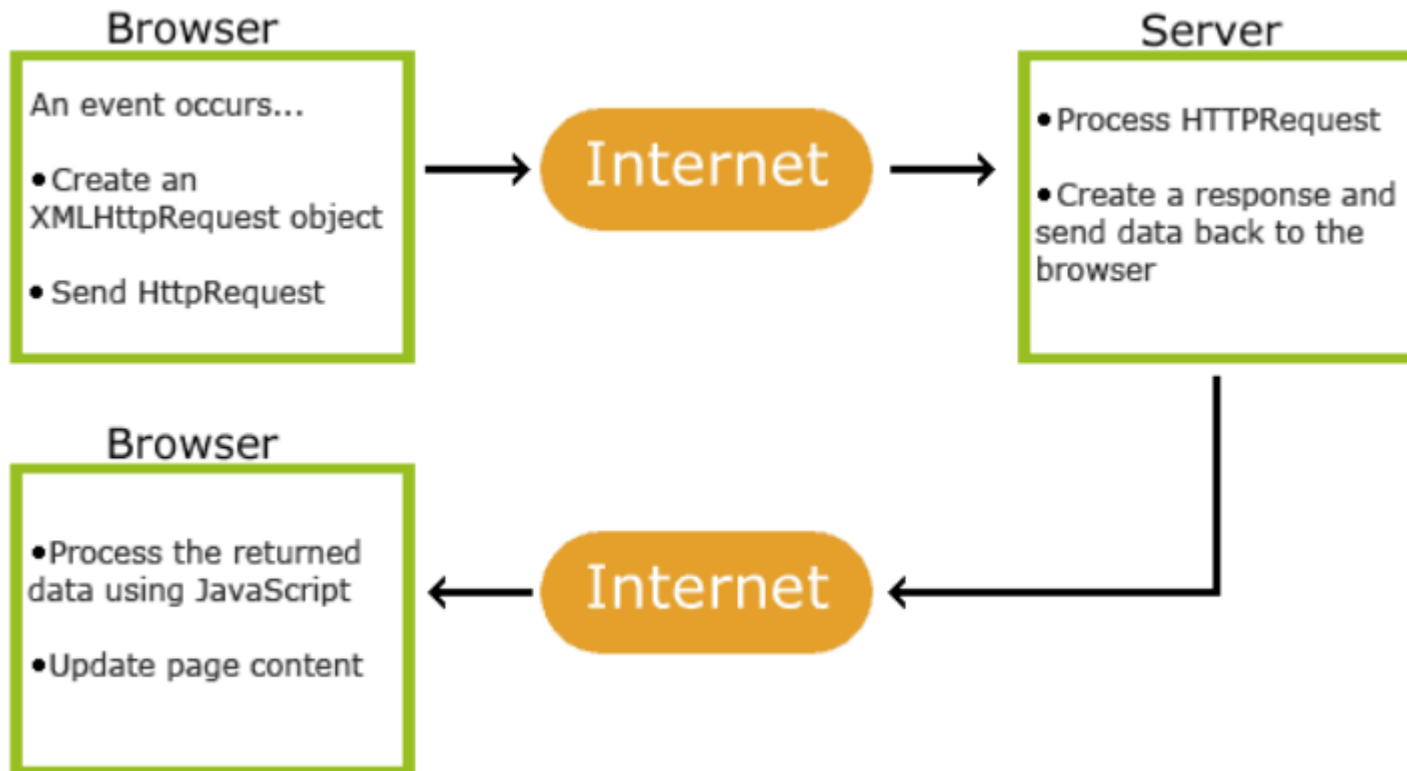 Browser
An event occurs...
•Create an
XMLHttpRequest object
• Send HttpRequest
Internet
Server
•Process HTTPRequest
•Create a response and
send data back to the
browser
Internet
Browser
•Process the returned
data using JavaScript
•Update page content